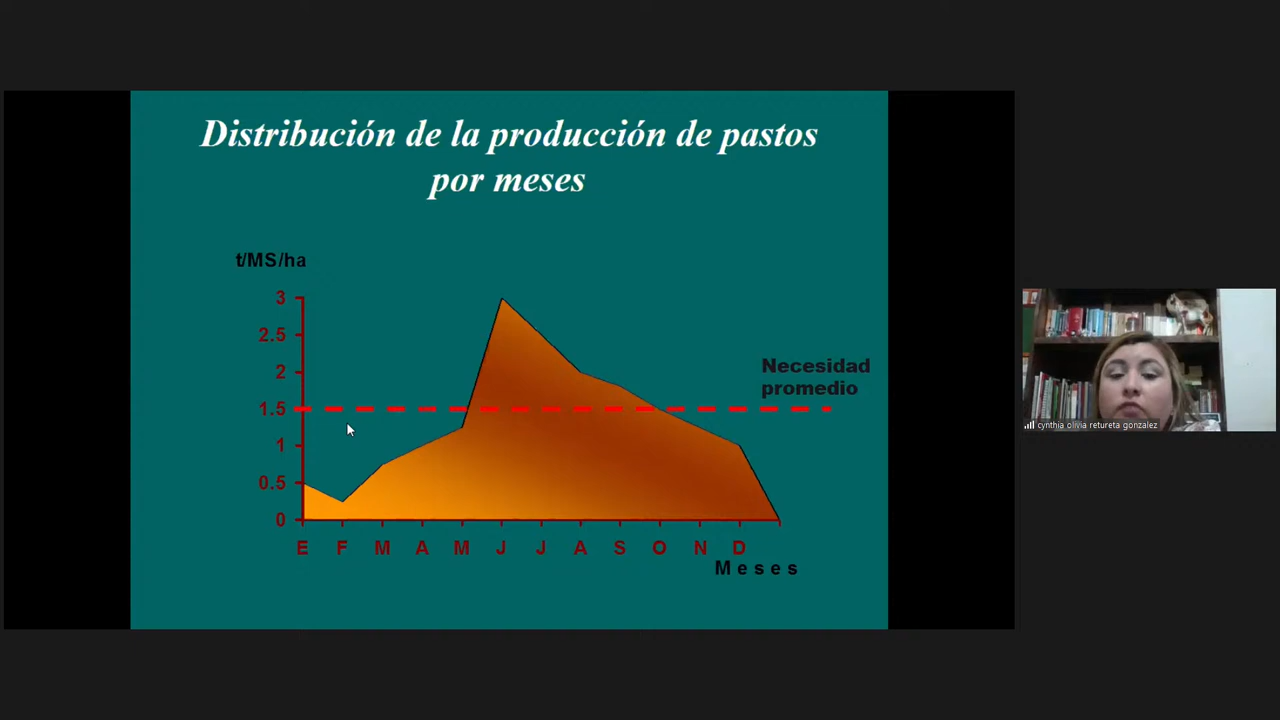 Distribución de la producción de pastos
por meses
t/MS/ha
3
2.5
2
1.5
1
0.5
0
Necesidad
promedio
E F M A M J J A S O N D
Meses
cynthia olivia retureta gonzalez